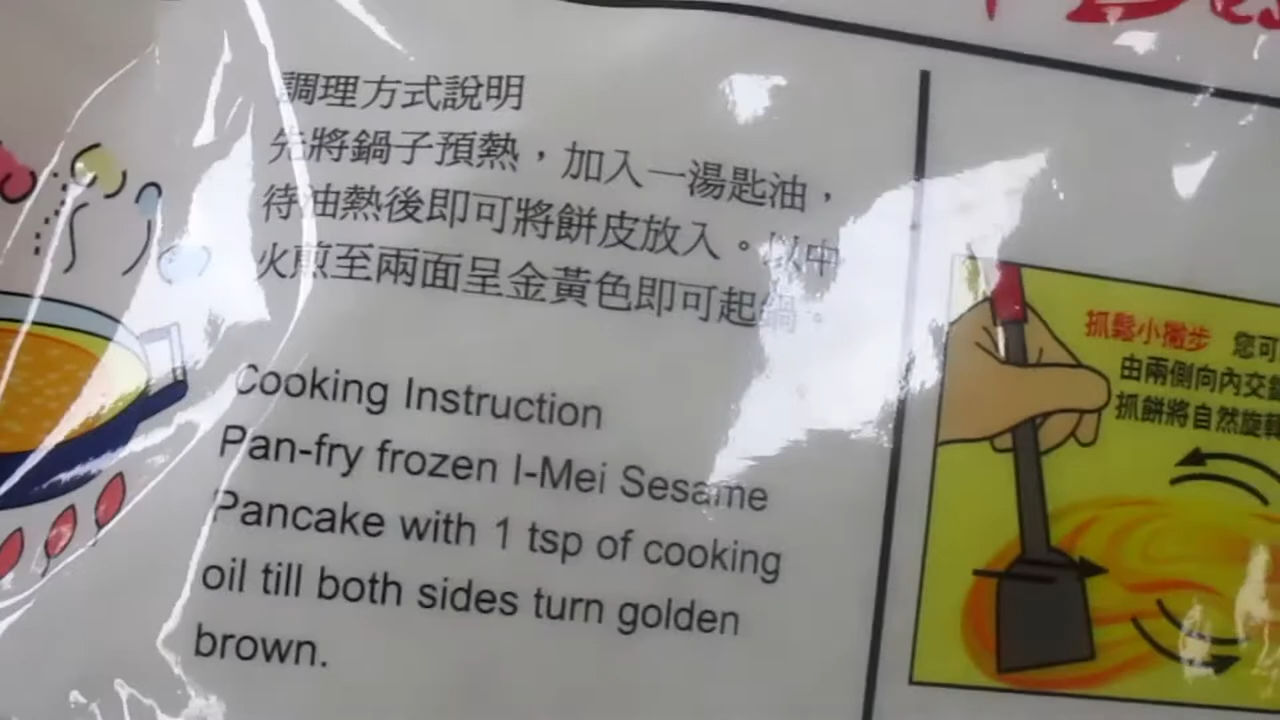 調理方式說明
先將鍋子預熱，加入一湯匙油，
待油熱後即可將餅皮放入。以中
火煎至兩面呈金黃色即可起鍋。
Cooking Instruction
Pan-fry frozen I-Mei Sesame
Pancake with 1 tsp of cooking
oil till both sides turn golden
brown.
抓鬆小撇步 您可
由兩側向內交
抓餅將自然旋轉